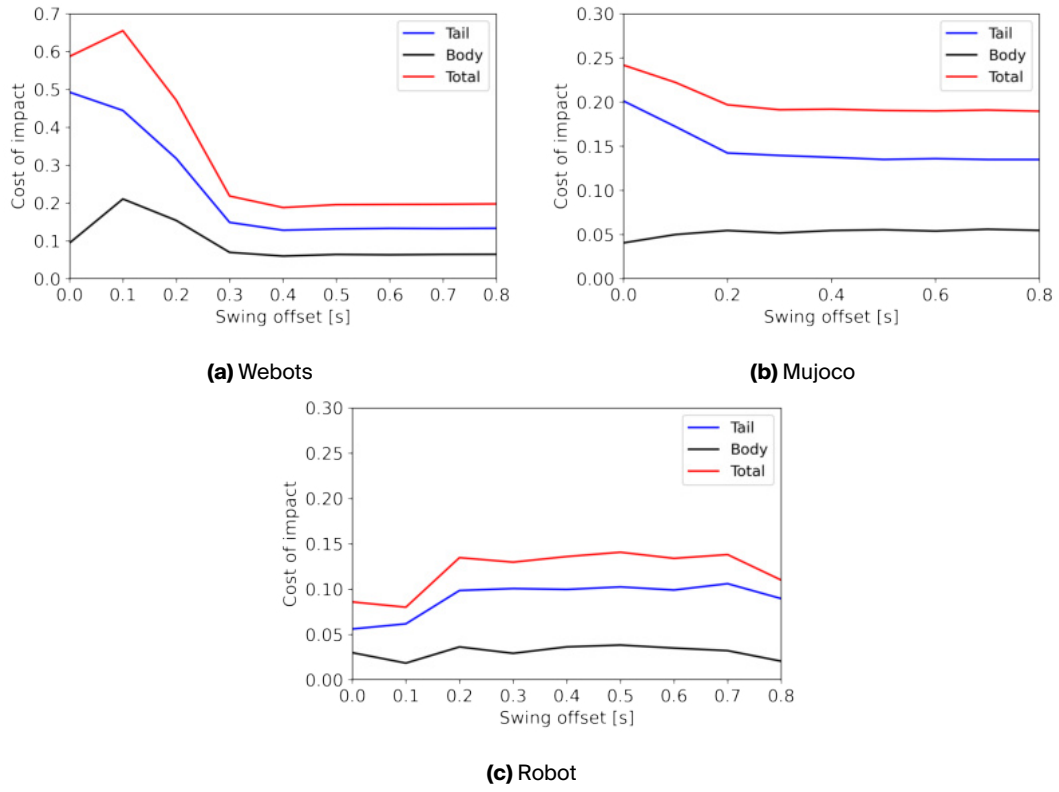 0.7
0.6
0.5
0.4
0.3
0.2
0.1
0.0
Cost of impact
Tail
Body
Total
0.0 0.1 0.2 0.3 0.4 0.5 0.6 0.7 0.8
Swing offset [s]
(a) Webots
0.30
0.25
0.20
0.15
0.10
0.05
0.00
Cost of impact
Tail
Body
Total
0.0 0.2 0.4 0.6 0.8
Swing offset [s]
(b) Mujoco
0.30
0.25
0.20
0.15
0.10
0.05
0.00
Cost of impact
Tail
Body
Total
0.0 0.1 0.2 0.3 0.4 0.5 0.6 0.7 0.8
Swing offset [s]
(c) Robot